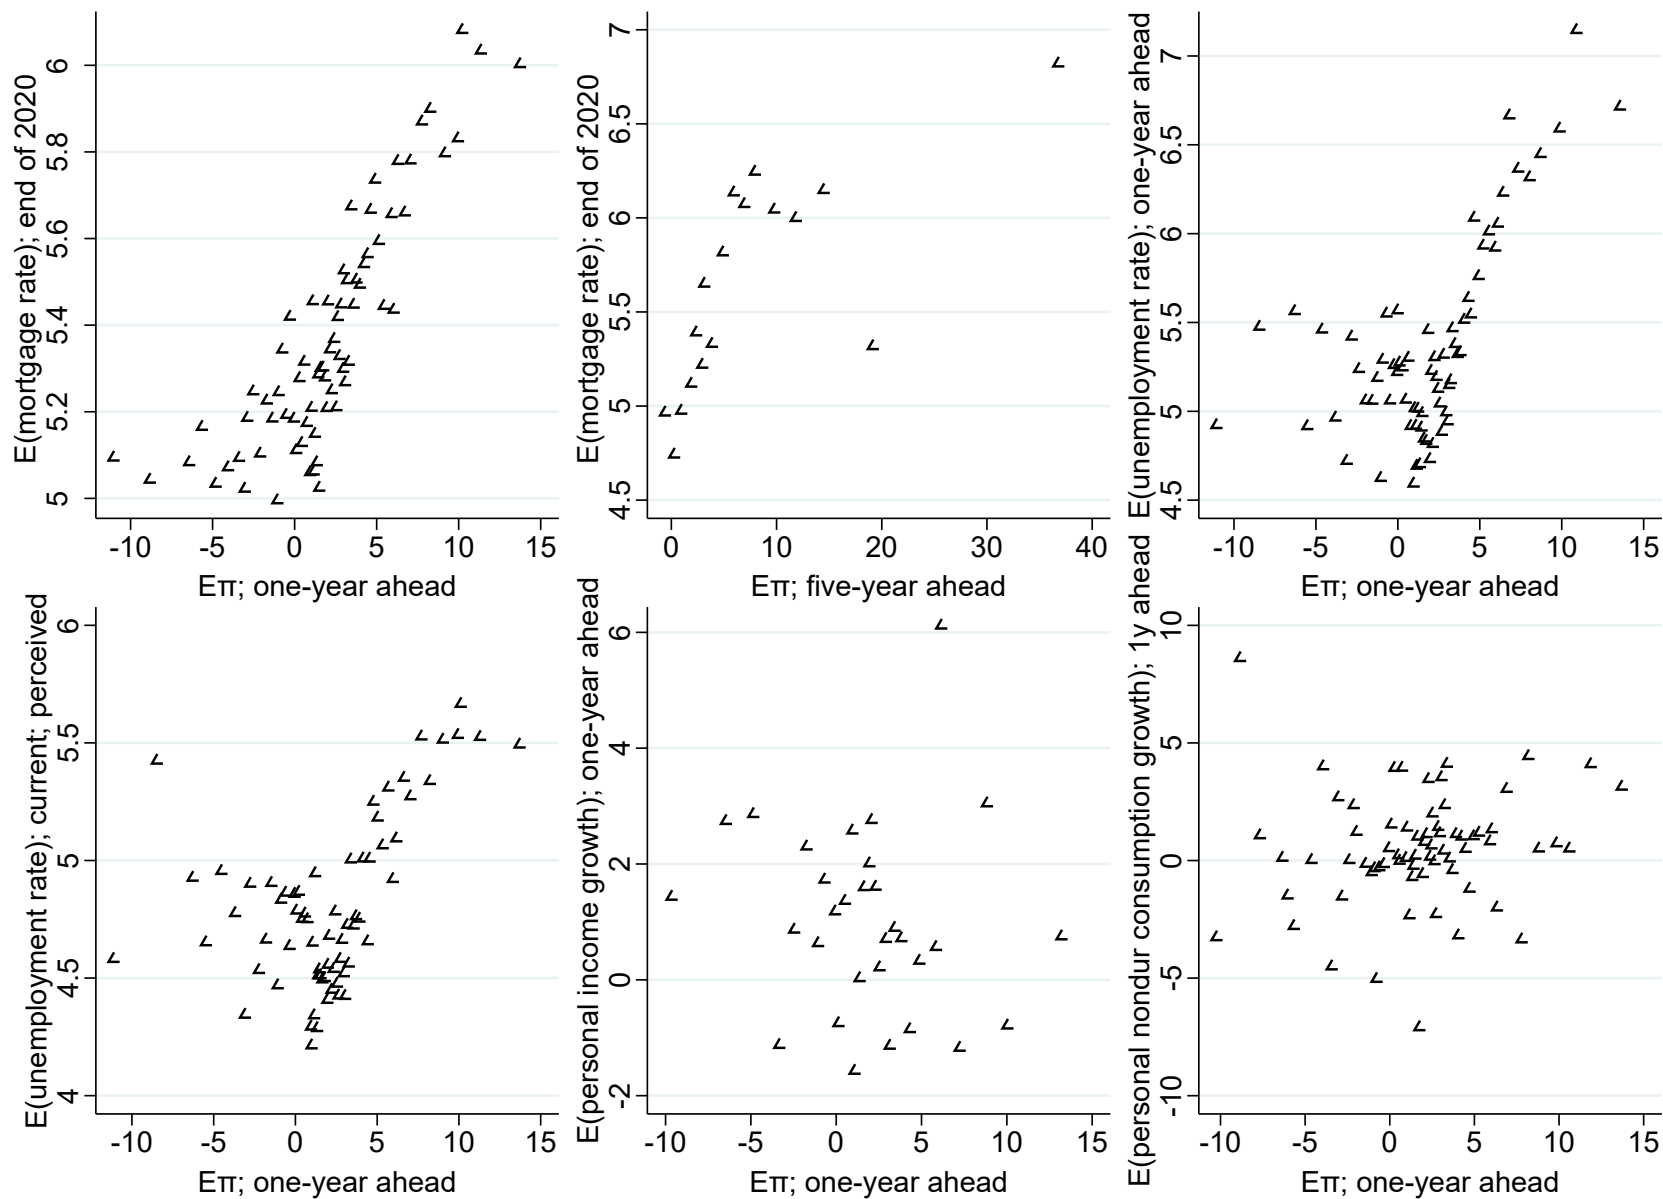 E(mortgage rate); end of 2020
6
5.8
5.6
5.4
5.2
5
-10 -5 0 5 10 15
Eπ; one-year ahead
E(mortgage rate); end of 2020
7
6.5
6
5.5
5
4.5
0 10 20 30 40
Eπ; five-year ahead
E(unemployment rate); one-year ahead
7
6.5
6
5.5
5
4.5
-10 -5 0 5 10 15
Eπ; one-year ahead
E(unemployment rate); current; perceived
6
5.5
5
4.5
4
-10 -5 0 5 10 15
Eπ; one-year ahead
E(personal income growth); one-year ahead
6
4
2
0
-2
-10 -5 0 5 10 15
Eπ; one-year ahead
E(personal nondur consumption growth); 1y ahead
10
5
0
-5
-10
-10 -5 0 5 10 15
Eπ; one-year ahead